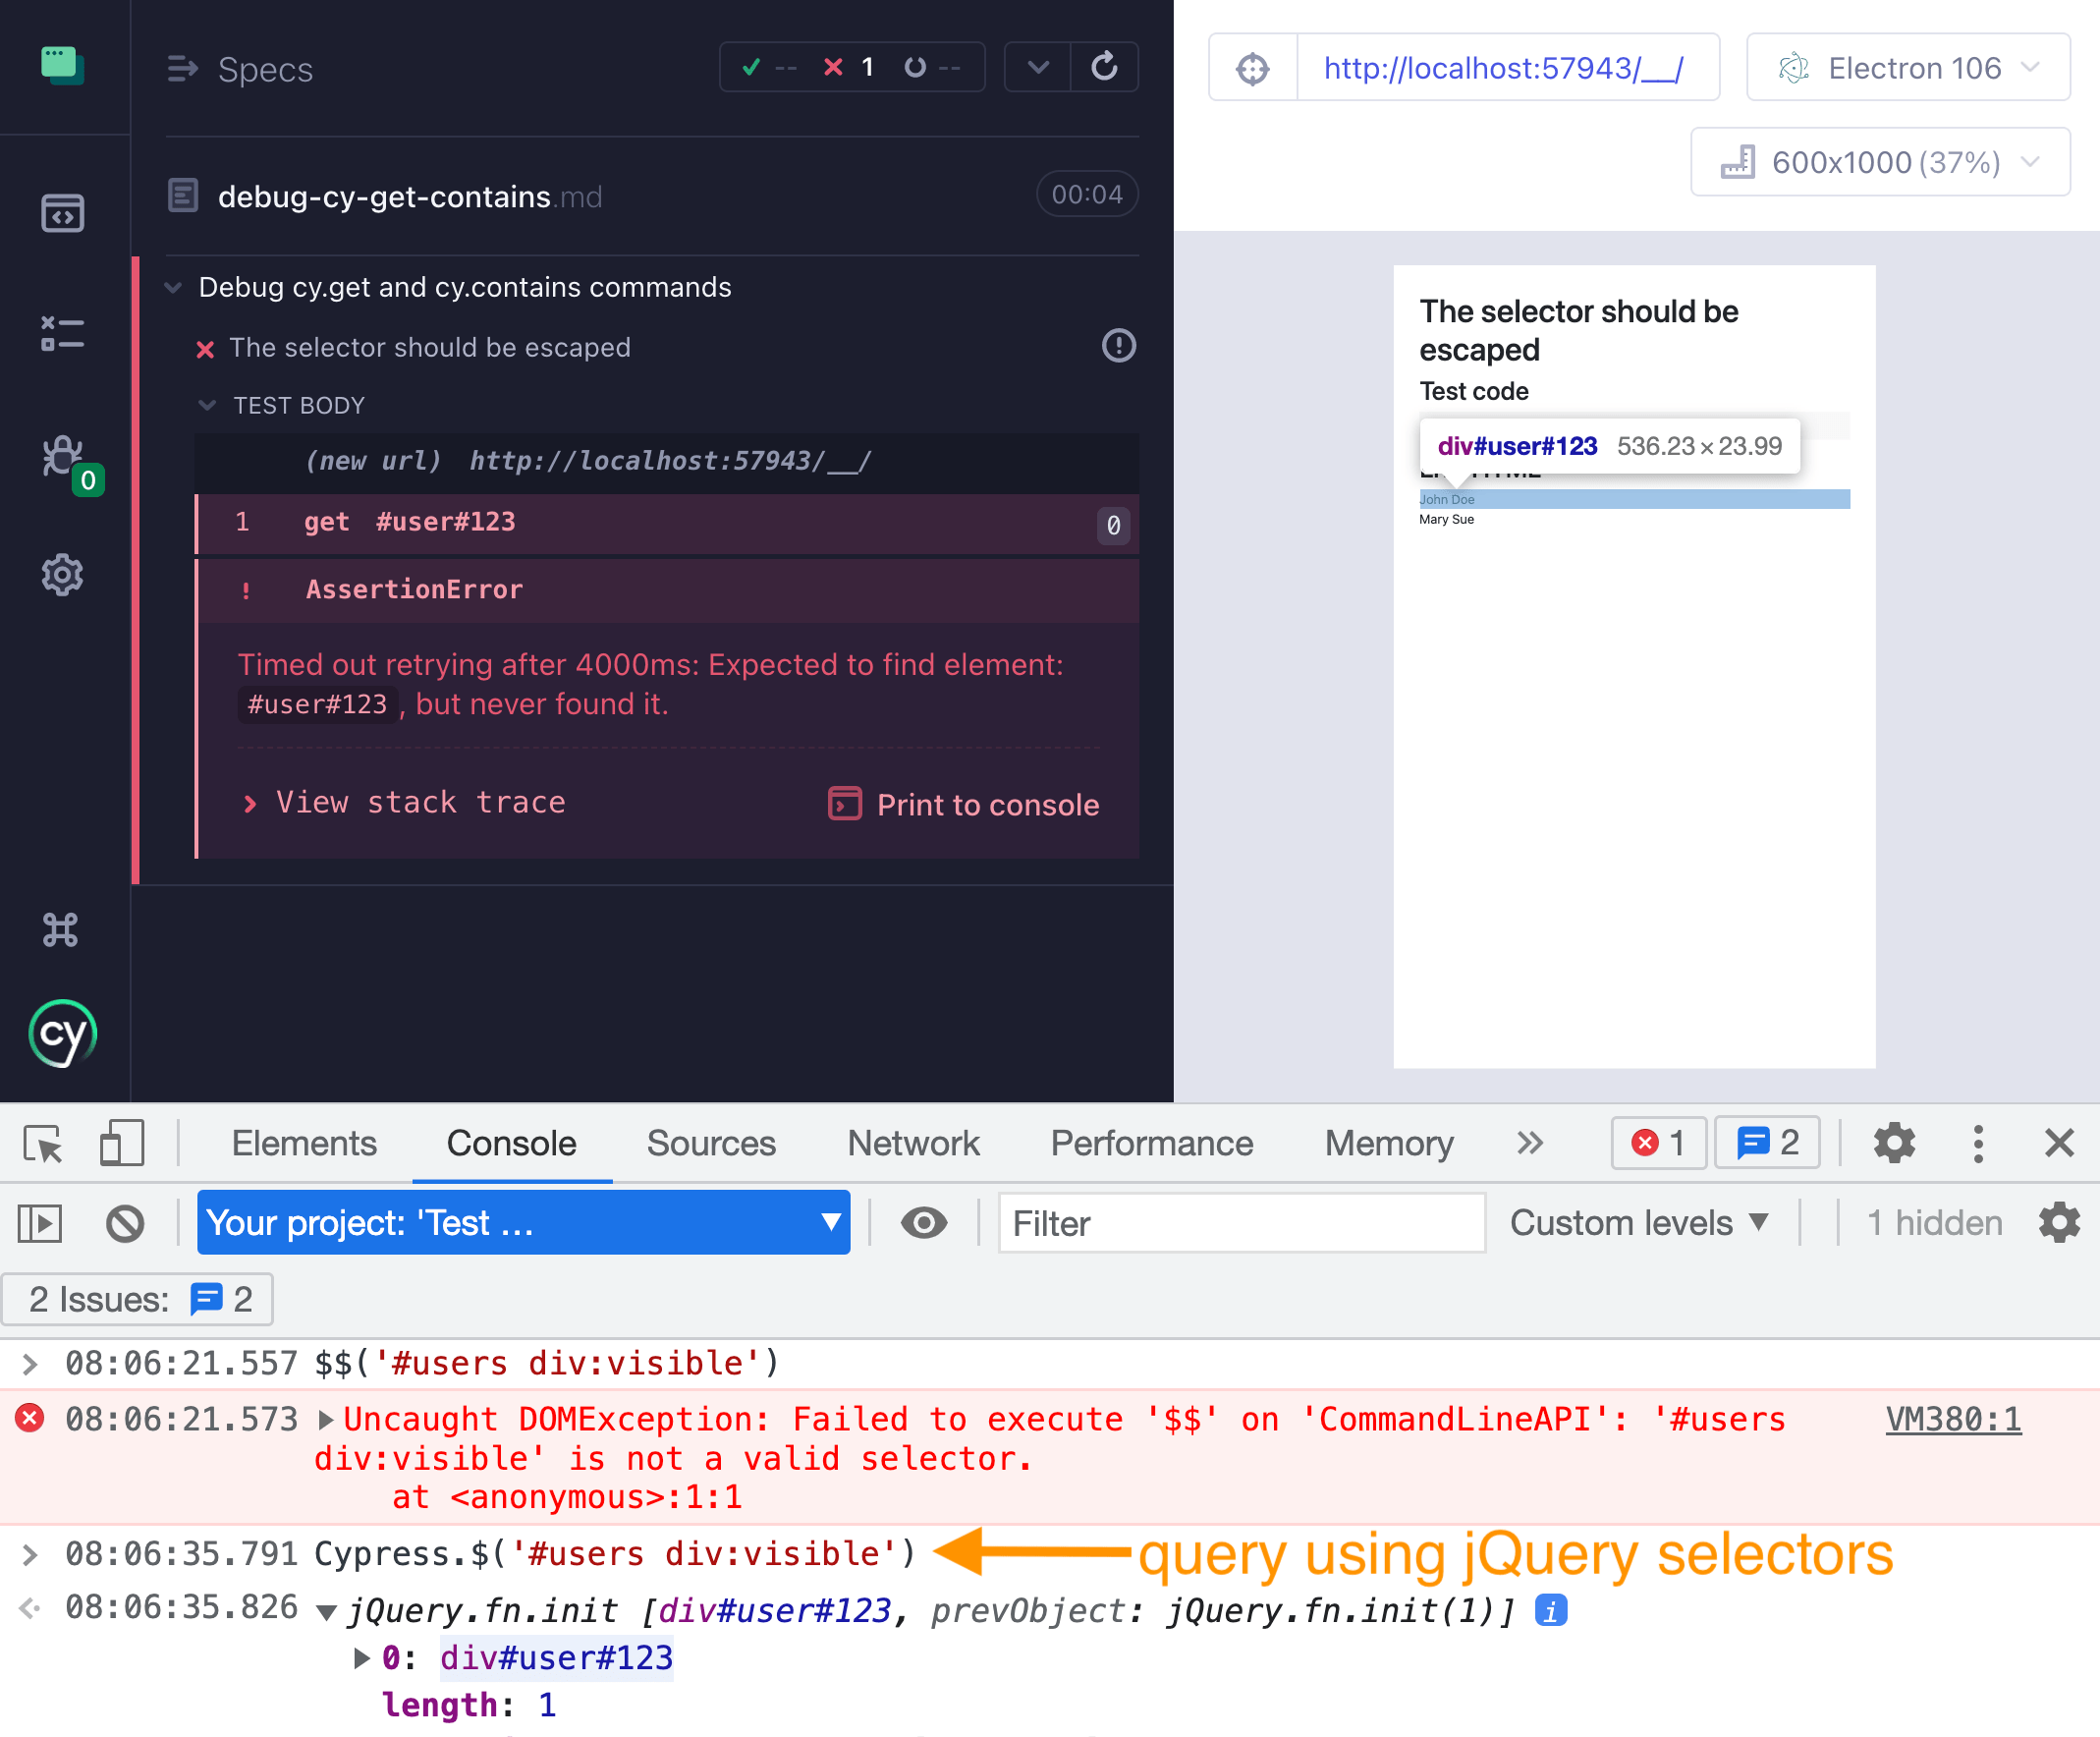 Specs
-- 1 --
debug-cy-get-contains.md
00:04
Debug cy.get and cy.contains commands
The selector should be escaped
TEST BODY
(new url) http://localhost:57943/__/
1 get #user#123 0
! AssertionError
Timed out retrying after 4000ms: Expected to find element:
#user#123, but never found it.
View stack trace
Print to console
0
cy
http://localhost:57943/__/
Electron 106
600x1000 (37%)
The selector should be
escaped
Test code
div#user#123 536.23 × 23.99
John Doe
Mary Sue
Elements Console Sources Network Performance Memory 1 2
Your project: 'Test …
Filter
Custom levels
1 hidden
2 Issues: 2
08:06:21.557 $$('#users div:visible')
08:06:21.573 Uncaught DOMException: Failed to execute '$$' on 'CommandLineAPI': '#users VM380:1
div:visible' is not a valid selector.
at <anonymous>:1:1
08:06:35.791 Cypress.$('#users div:visible') query using jQuery selectors
08:06:35.826 jQuery.fn.init [div#user#123, prevObject: jQuery.fn.init(1)] i
0: div#user#123
length: 1